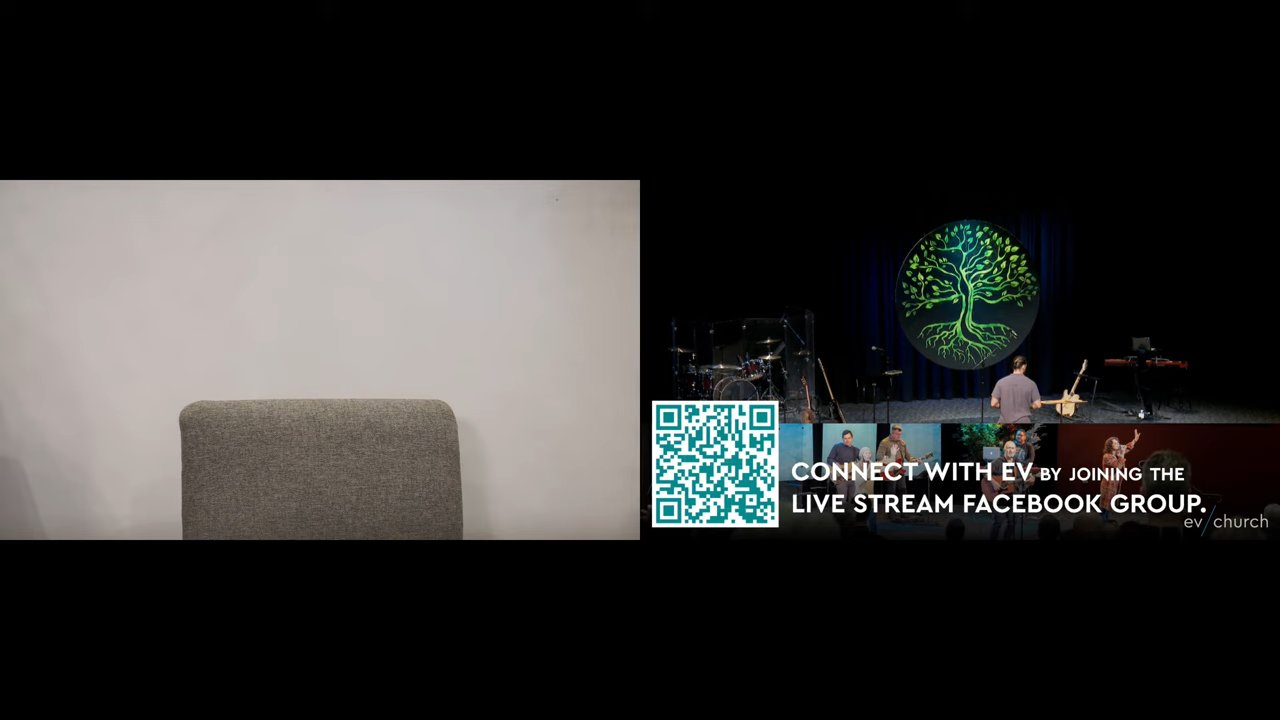 CONNECT WITH EV BY JOINING THE
LIVE STREAM FACEBOOK GROUP.
ev/church